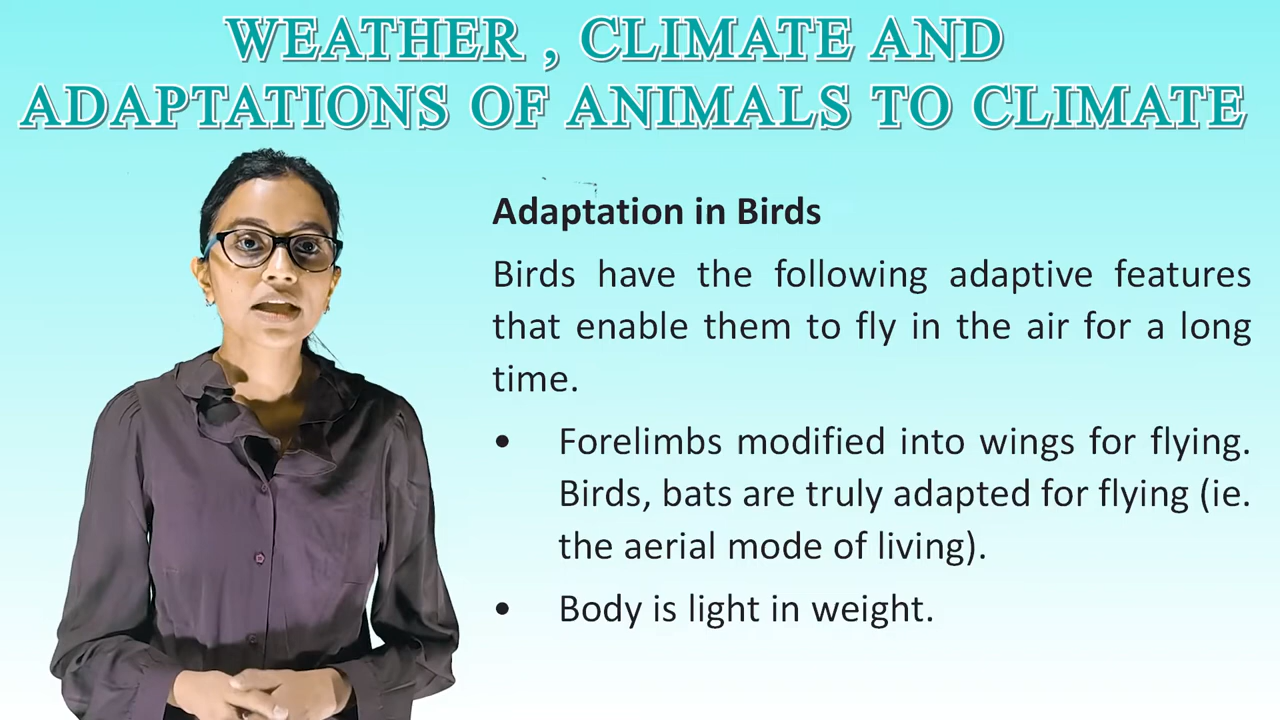 WEATHER , CLIMATE AND
ADAPTATIONS OF ANIMALS TO CLIMATE
Adaptation in Birds
Birds have the following adaptive features
that enable them to fly in the air for a long
time.
• Forelimbs modified into wings for flying.
Birds, bats are truly adapted for flying (ie.
the aerial mode of living).
• Body is light in weight.